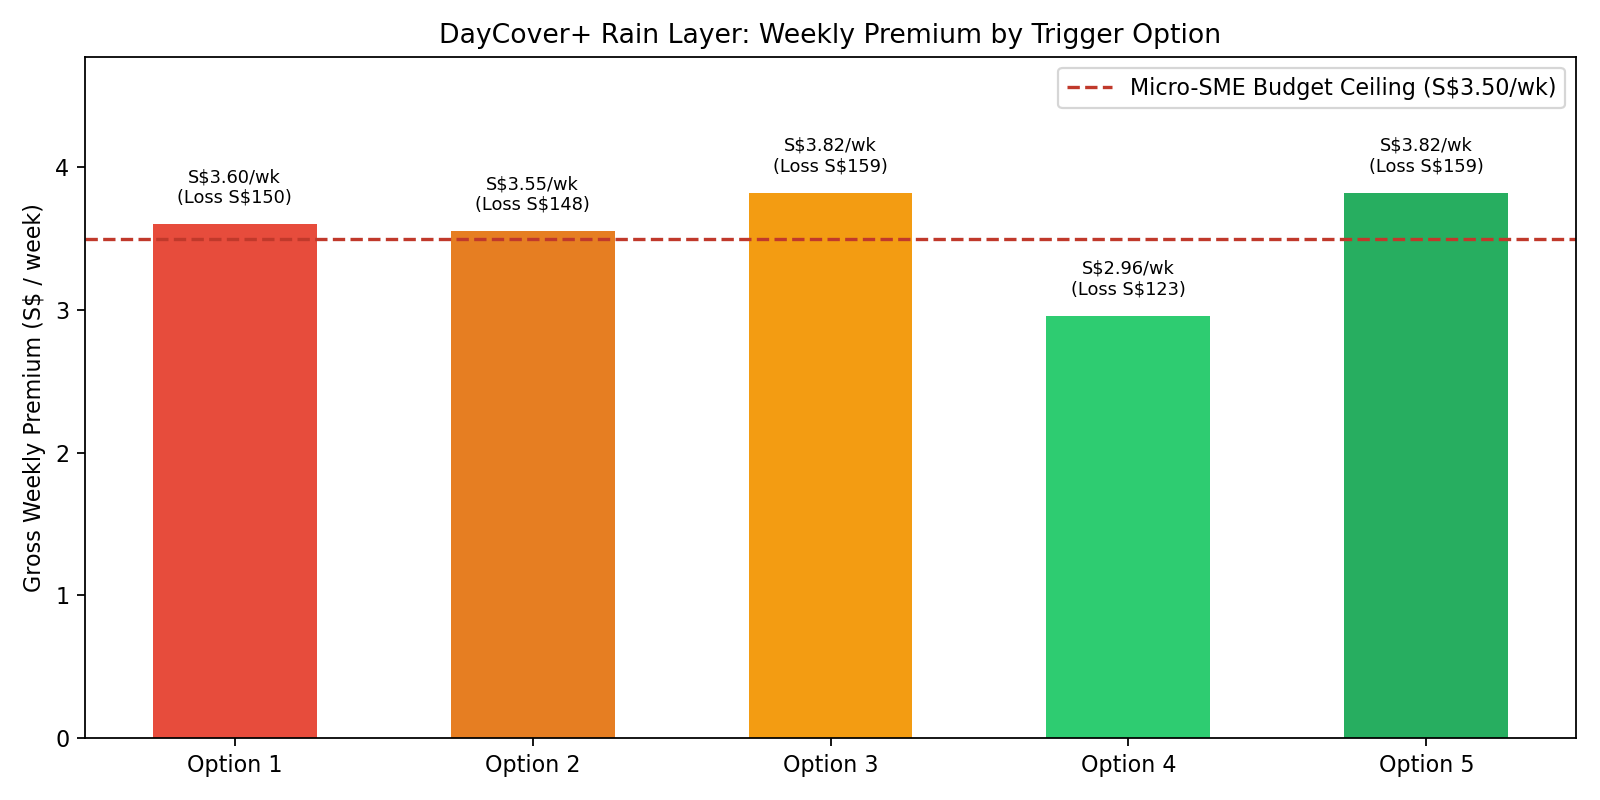 DayCover+ Rain Layer: Weekly Premium by Trigger Option
Micro-SME Budget Ceiling (S$3.50/wk)
Gross Weekly Premium (S$ / week)
4
3
2
1
0
S$3.60/wk
(Loss S$150)
S$3.55/wk
(Loss S$148)
S$3.82/wk
(Loss S$159)
S$2.96/wk
(Loss S$123)
S$3.82/wk
(Loss S$159)
Option 1
Option 2
Option 3
Option 4
Option 5